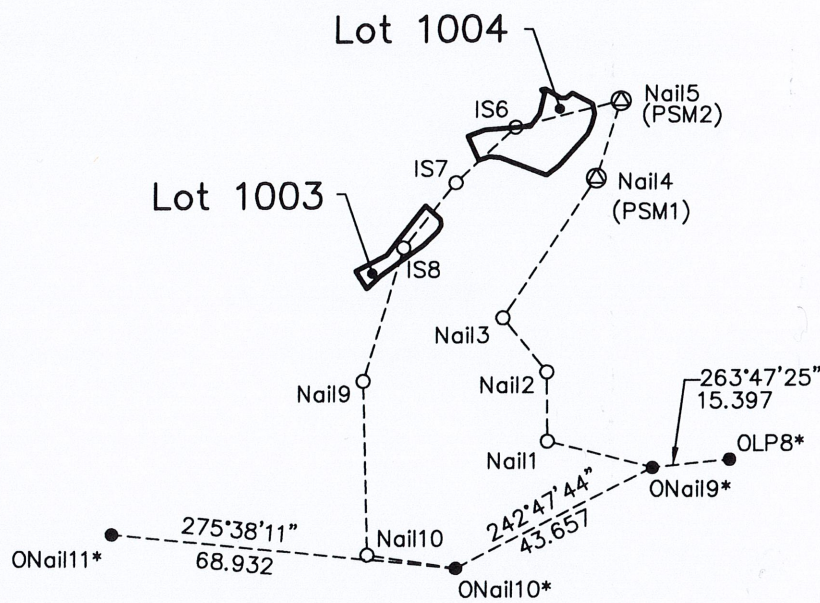 Lot 1004
IS6
Nail5
(PSM2)
IS7
Nail4
(PSM1)
Lot 1003
IS8
Nail3
Nail9
Nail2
263°47'25"
15.397
OLP8*
Nail1
ONail9*
242°47'44"
43.657
275°38'11"
68.932
Nail10
ONail11*
ONail10*